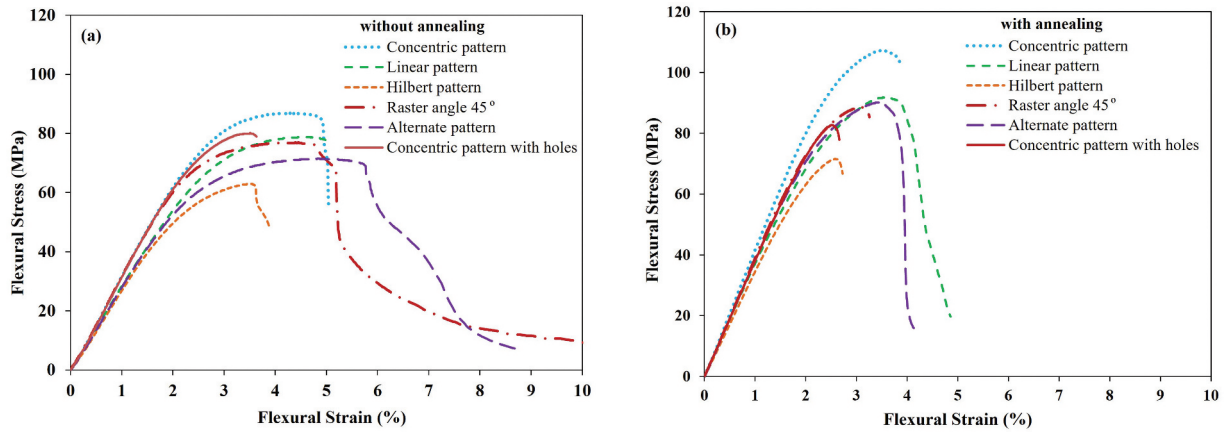 (a)
without annealing
Concentric pattern
Linear pattern
Hilbert pattern
Raster angle 45°
Alternate pattern
Concentric pattern with holes
Flexural Stress (MPa)
120
100
80
60
40
20
0
0 1 2 3 4 5 6 7 8 9 10
Flexural Strain (%)
(b)
with annealing
Concentric pattern
Linear pattern
Hilbert pattern
Raster angle 45°
Alternate pattern
Concentric pattern with holes
Flexural Stress (MPa)
120
100
80
60
40
20
0
0 1 2 3 4 5 6 7 8 9 10
Flexural Strain (%)